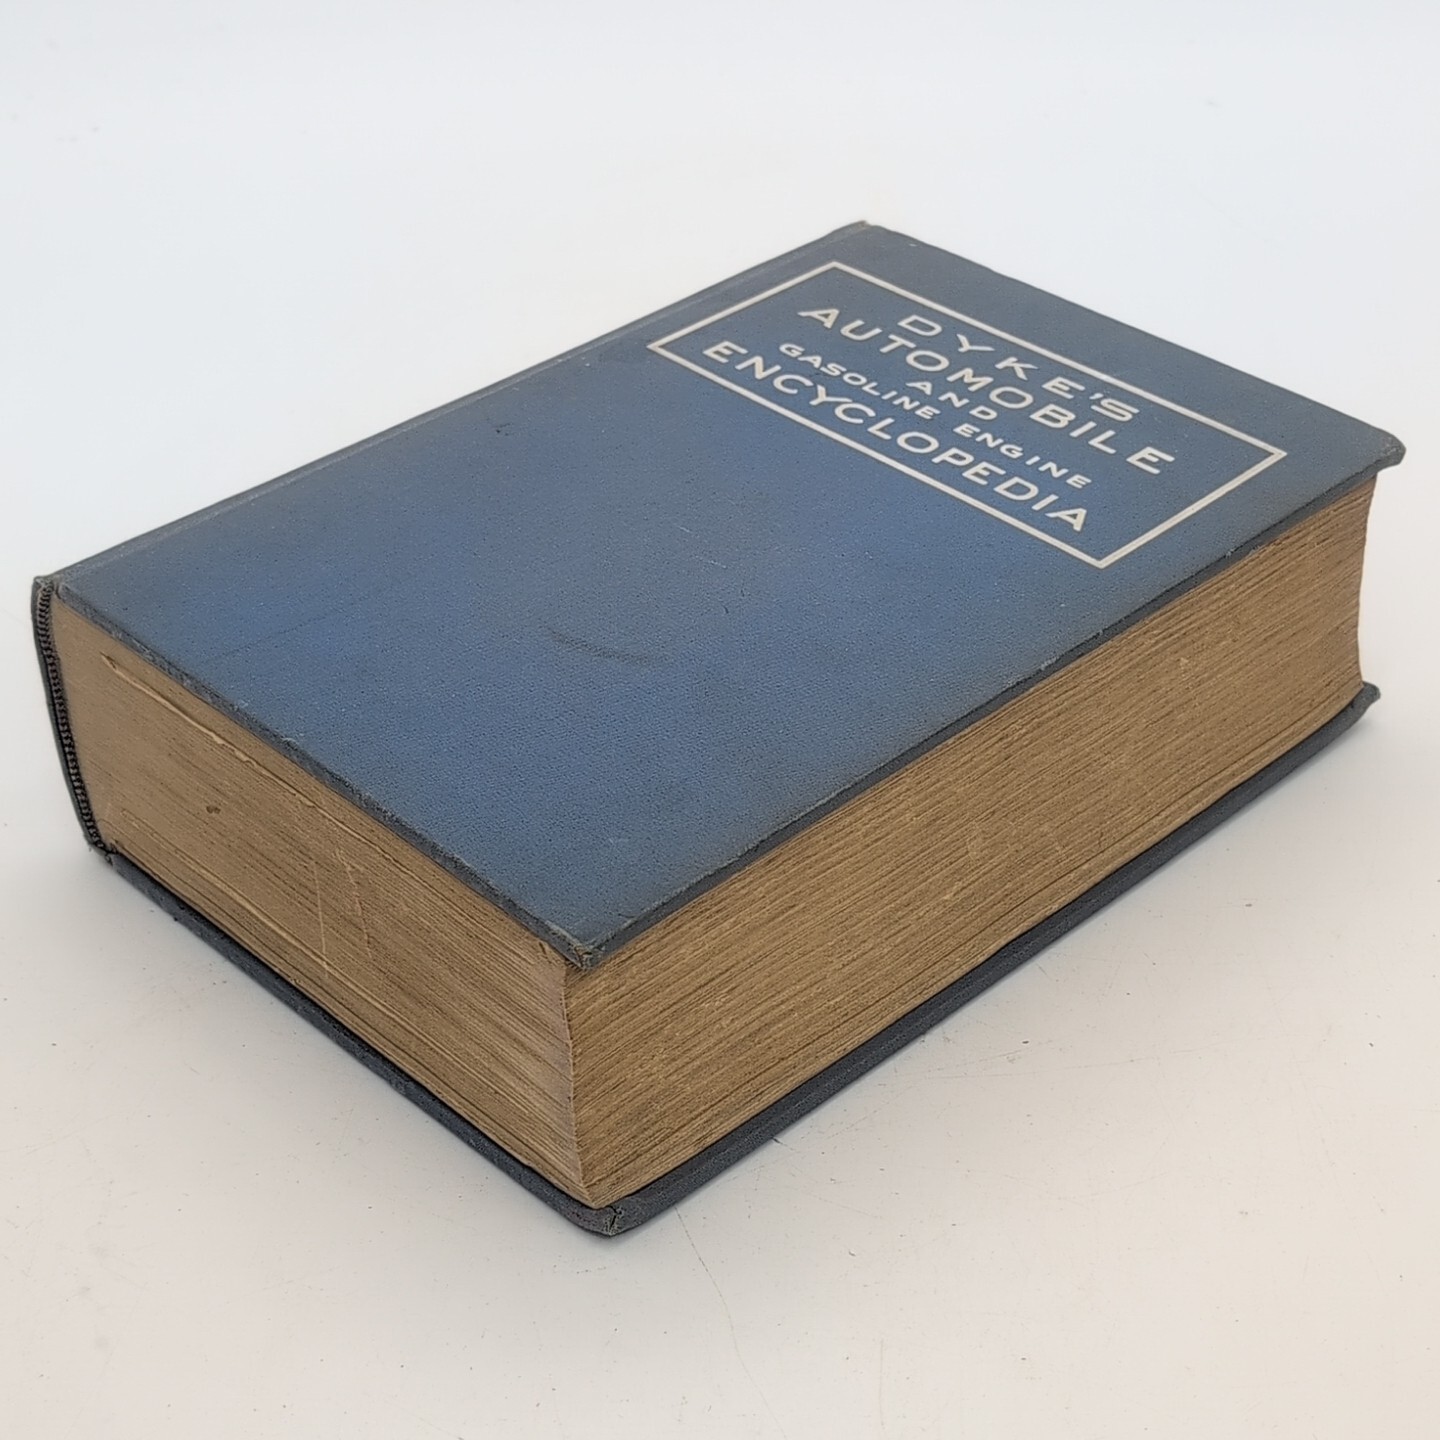 DYKE'S
AUTOMOBILE
AND
GASOLINE ENGINE
ENCYCLOPEDIA